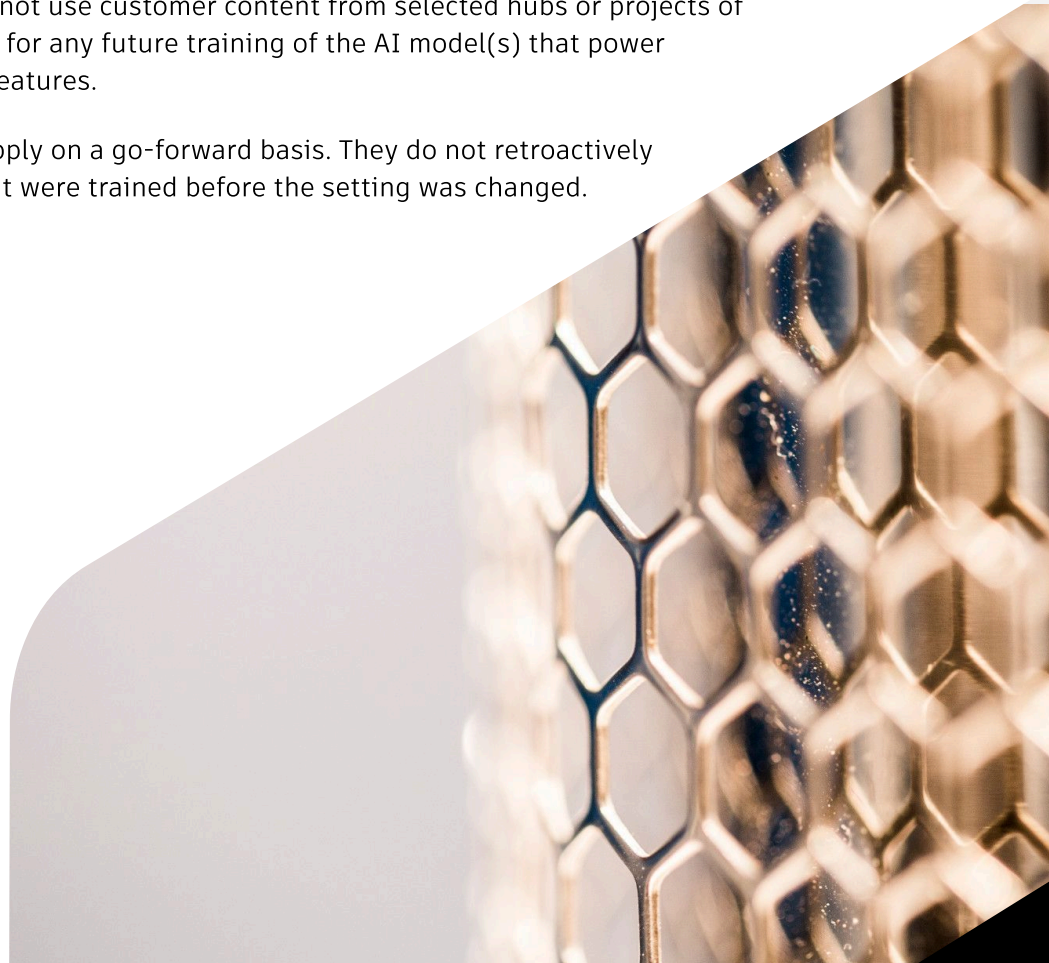 not use customer content from selected hubs or projects of
for any future training of the AI model(s) that power
eatures.
pply on a go-forward basis. They do not retroactively
t were trained before the setting was changed.